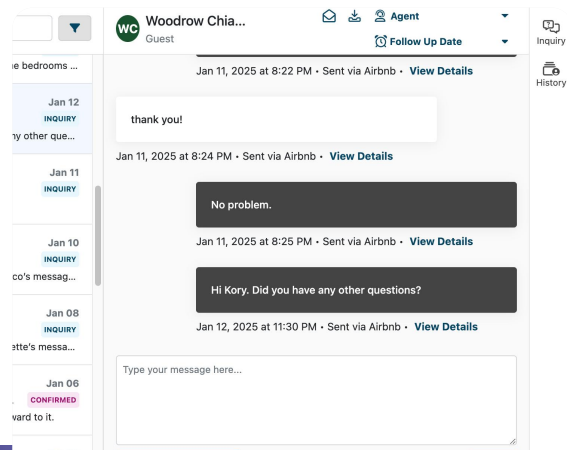 WC
Woodrow Chia...
Guest
Agent
Follow Up Date
Inquiry
History
e bedrooms ...
Jan 12
INQUIRY
ny other que...
Jan 11
INQUIRY
Jan 10
INQUIRY
co's messag...
Jan 08
INQUIRY
ette's messa...
Jan 06
CONFIRMED
ward to it.
Jan 11, 2025 at 8:22 PM • Sent via Airbnb • View Details
thank you!
Jan 11, 2025 at 8:24 PM • Sent via Airbnb • View Details
No problem.
Jan 11, 2025 at 8:25 PM • Sent via Airbnb • View Details
Hi Kory. Did you have any other questions?
Jan 12, 2025 at 11:30 PM • Sent via Airbnb • View Details
Type your message here...